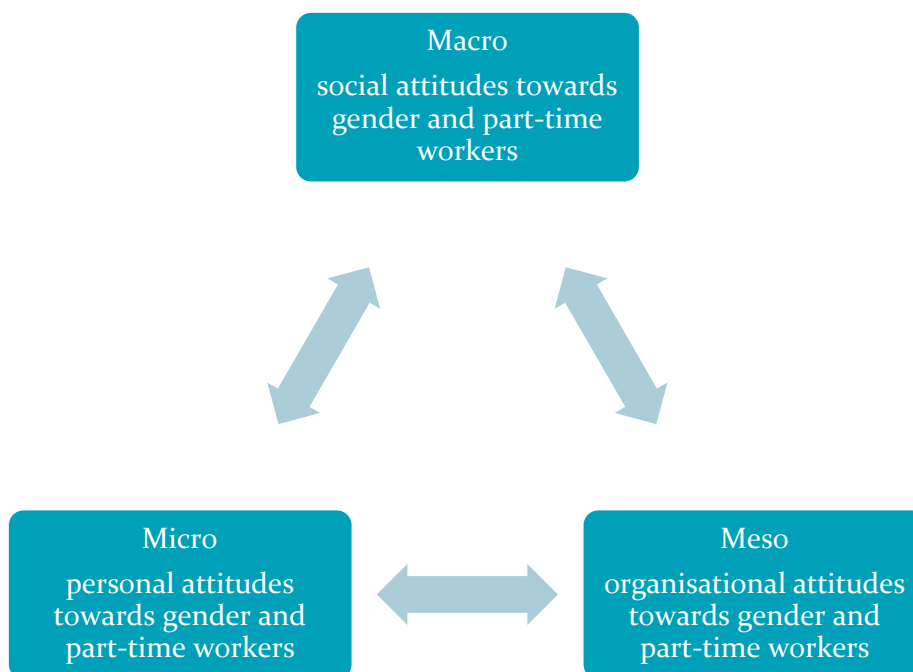 Macro
social attitudes towards
gender and part-time
workers
Micro
personal attitudes
towards gender and
part-time workers
Meso
organisational attitudes
towards gender and
part-time workers